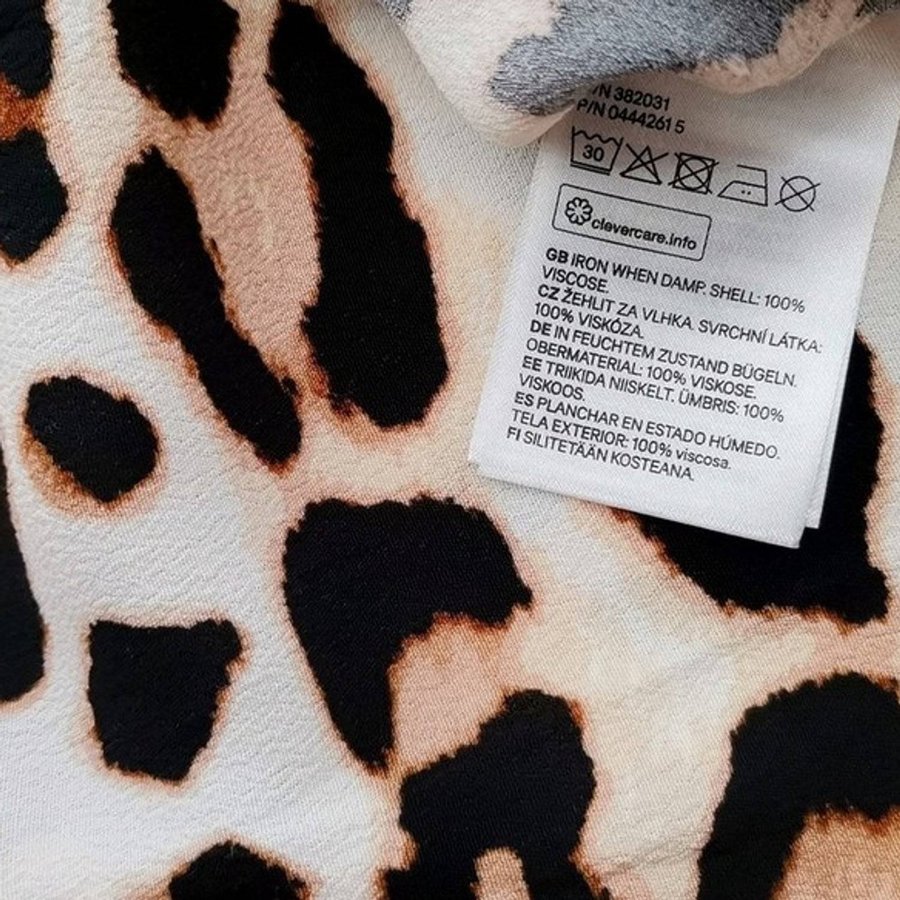 /N 382031
P/N 0444261 5
30
clevercare.info
GB IRON WHEN DAMP. SHELL: 100%
VISCOSE.
CZ ŽEHLIT ZA VLHKA. SVRCHNÍ LÁTKA:
100% VISKÓZA.
DE IN FEUCHTEM ZUSTAND BÜGELN.
OBERMATERIAL: 100% VISKOSE.
EE TRIIKIDA NIISKELT. ÜMBRIS: 100%
VISKOOS.
ES PLANCHAR EN ESTADO HÚMEDO.
TELA EXTERIOR: 100% viscosa.
FI SILITETÄÄN KOSTEANA.